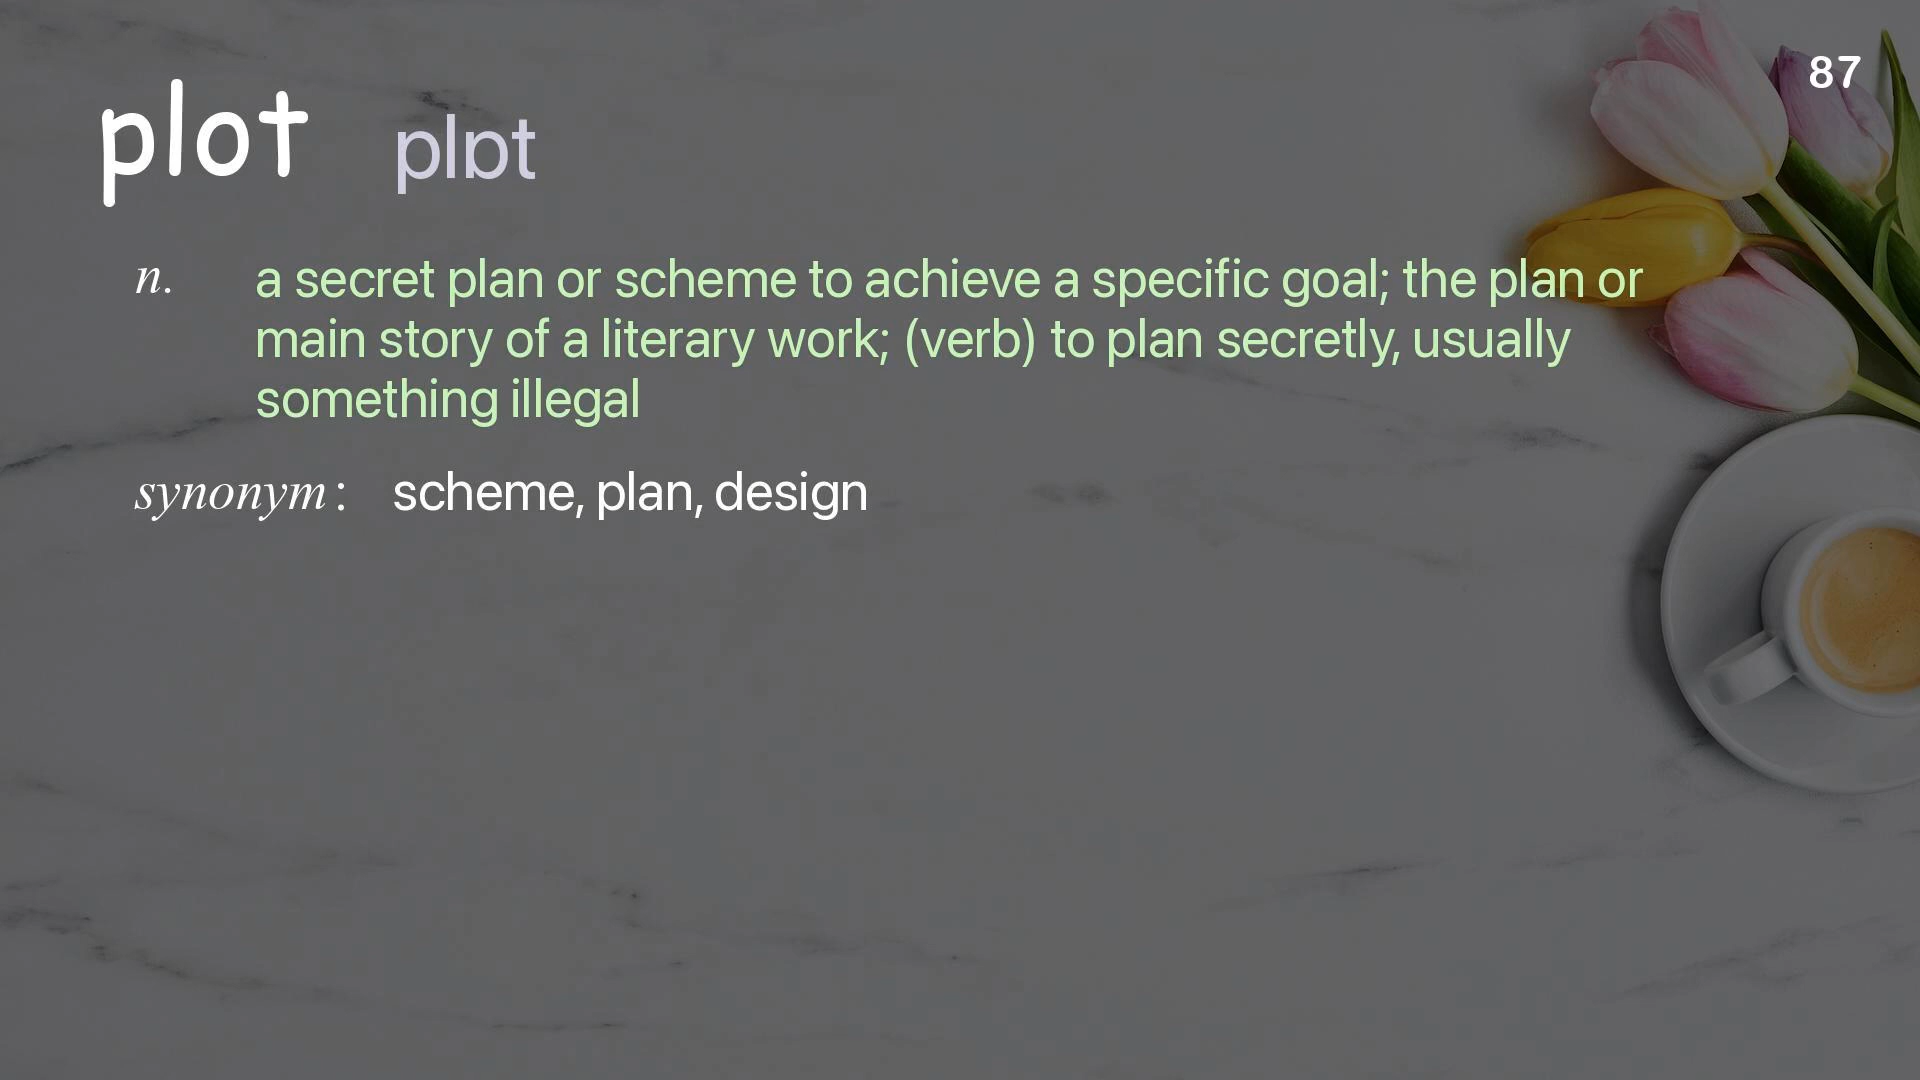 87
plot plɒt
n. a secret plan or scheme to achieve a specific goal; the plan or
main story of a literary work; (verb) to plan secretly, usually
something illegal
synonym : scheme, plan, design